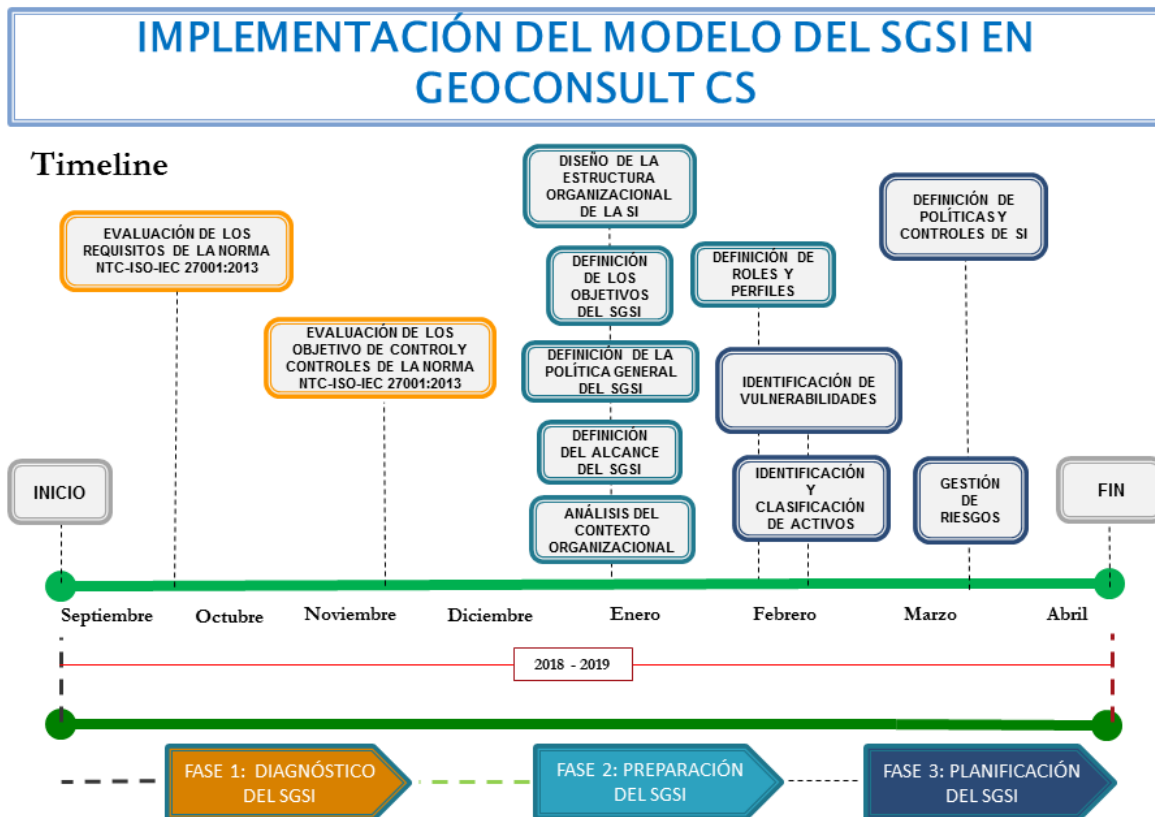 IMPLEMENTACIÓN DEL MODELO DEL SGSI EN
GEOCONSULT CS
Timeline
INICIO
EVALUACIÓN DE LOS
REQUISITOS DE LA NORMA
NTC-ISO-IEC 27001:2013
EVALUACIÓN DE LOS
OBJETIVO DE CONTROLY
CONTROLES DE LA NORMA
NTC-ISO-IEC 27001:2013
DISEÑO DE LA
ESTRUCTURA
ORGANIZACIONAL
DE LA SI
DEFINICIÓN
DE LOS
OBJETIVOS
DEL SGSI
DEFINICIÓN DE LA
POLÍTICA GENERAL
DEL SGSI
DEFINICIÓN
DEL ALCANCE
DEL SGSI
ANÁLISIS DEL
CONTEXTO
ORGANIZACIONAL
DEFINICIÓN DE
ROLES Y
PERFILES
IDENTIFICACIÓN DE
VULNERABILIDADES
IDENTIFICACIÓN
Y
CLASIFICACIÓN
DE ACTIVOS
DEFINICIÓN DE
POLÍTICAS Y
CONTROLES DE SI
GESTIÓN
DE
RIESGOS
FIN
Septiembre
Octubre
Noviembre
Diciembre
Enero
Febrero
Marzo
Abril
2018 - 2019
FASE 1: DIAGNÓSTICO
DEL SGSI
FASE 2: PREPARACIÓN
DEL SGSI
FASE 3: PLANIFICACIÓN
DEL SGSI